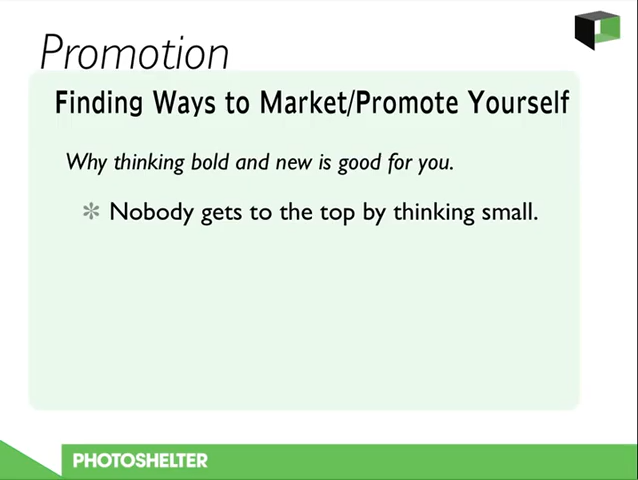 Promotion
Finding Ways to Market/Promote Yourself
Why thinking bold and new is good for you.
✻ Nobody gets to the top by thinking small.
PHOTOSHELTER